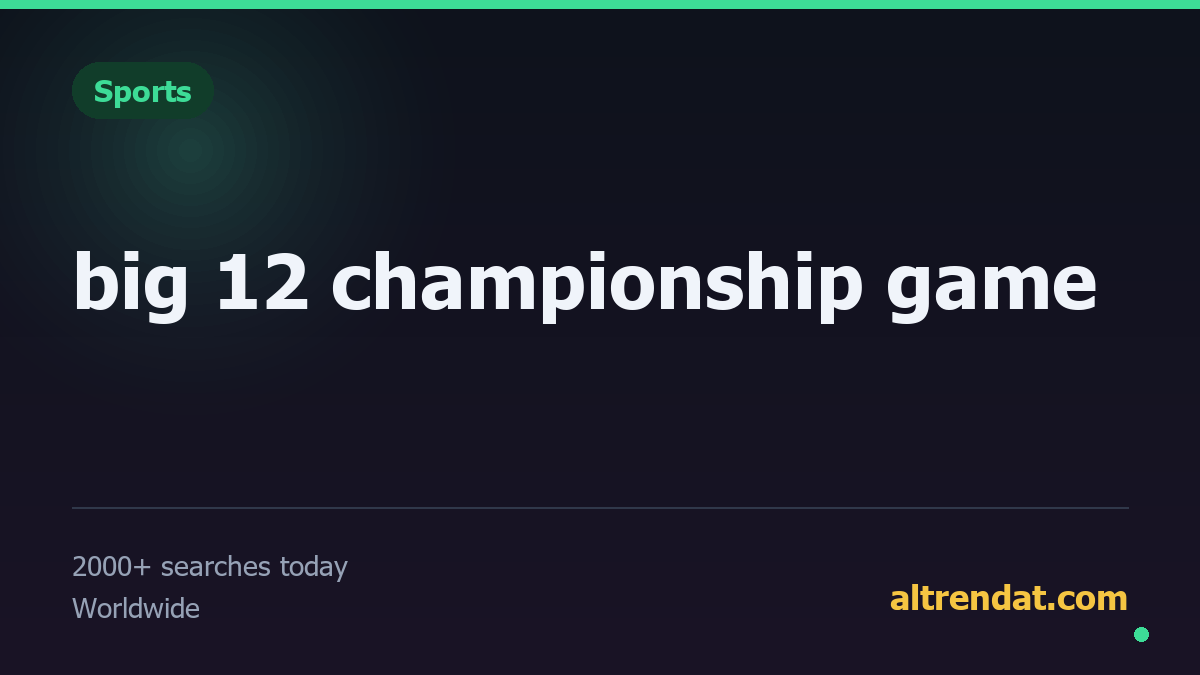 Sports
big 12 championship game
2000+ searches today
Worldwide
altrendat.com